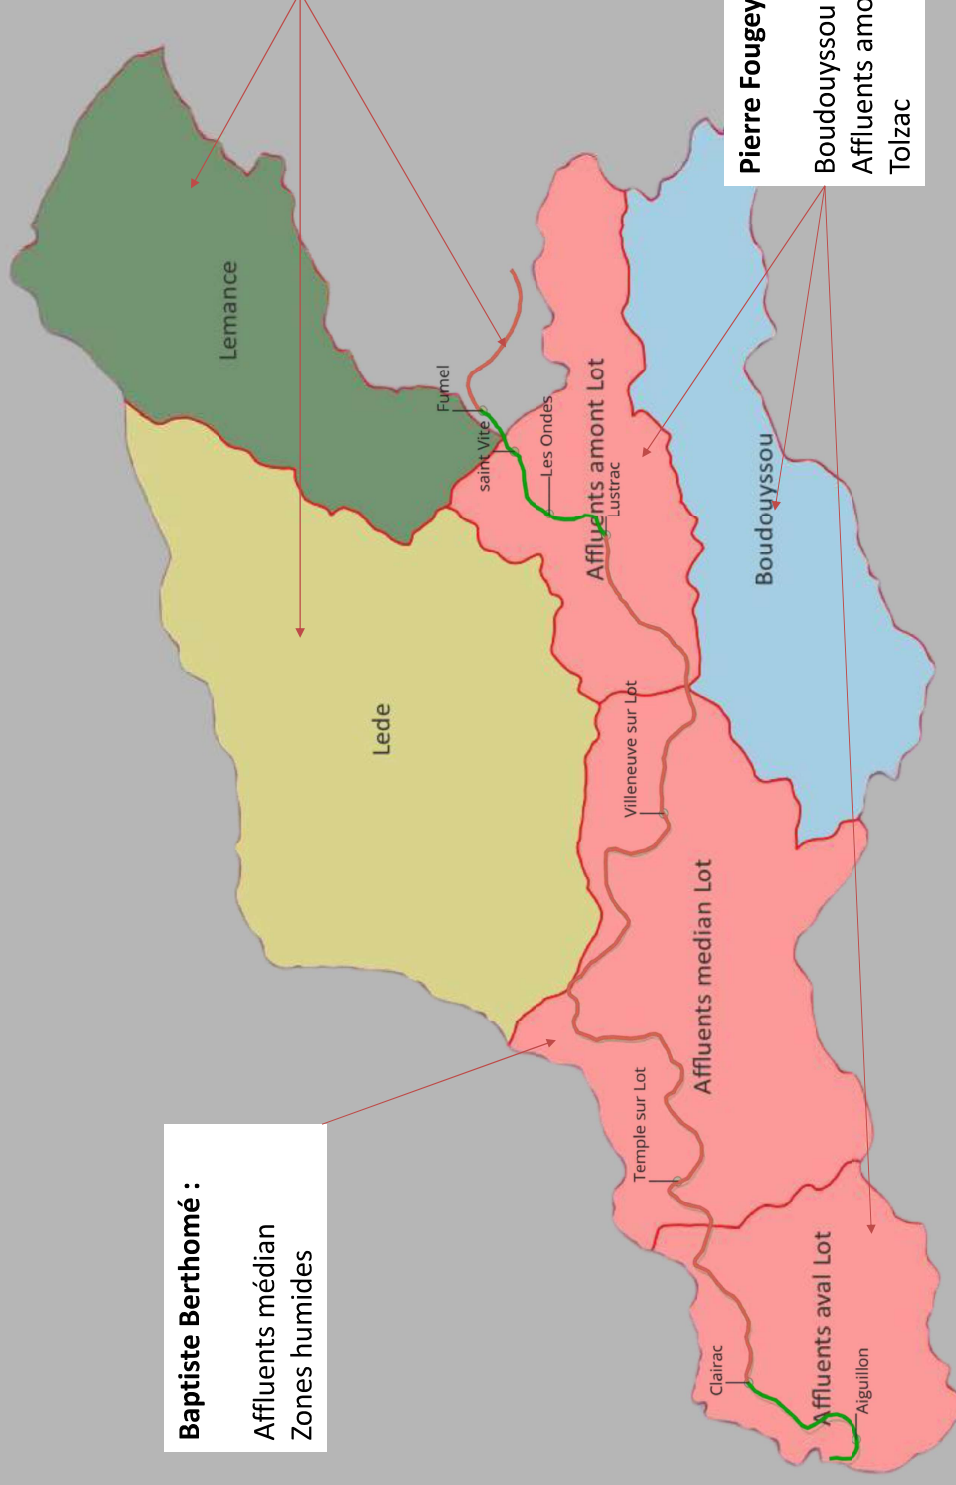 Baptiste Berthomé :
Affluents médian
Zones humides
Pierre Fougey
Boudouyssou
Affluents amo
Tolzac
Lemance
Lede
Fumel
saint Vite
Les Ondes
Lustrac
Affluents amont Lot
Boudouyssou
Villeneuve sur Lot
Affluents median Lot
Temple sur Lot
Clairac
Affluents aval Lot
Aiguillon